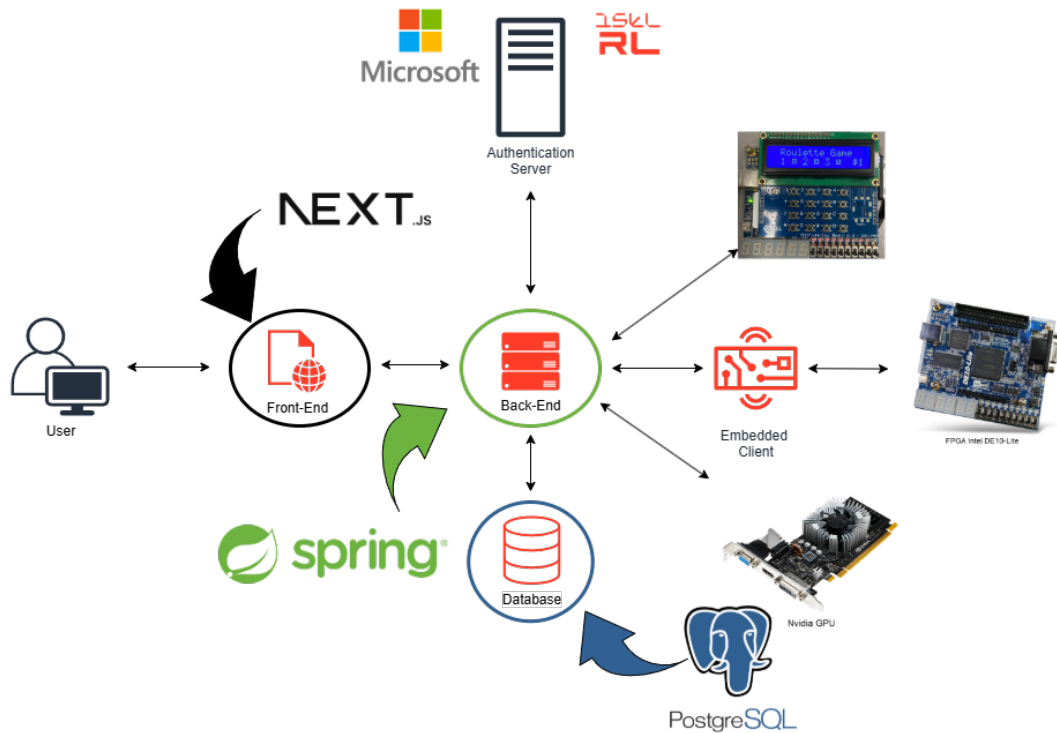 Microsoft
RL
Authentication
Server
Roulette Game
NEXT.JS
User
Front-End
Back-End
Embedded
Client
FPGA Intel DE10-Lite
spring
Database
Nvidia GPU
PostgreSQL